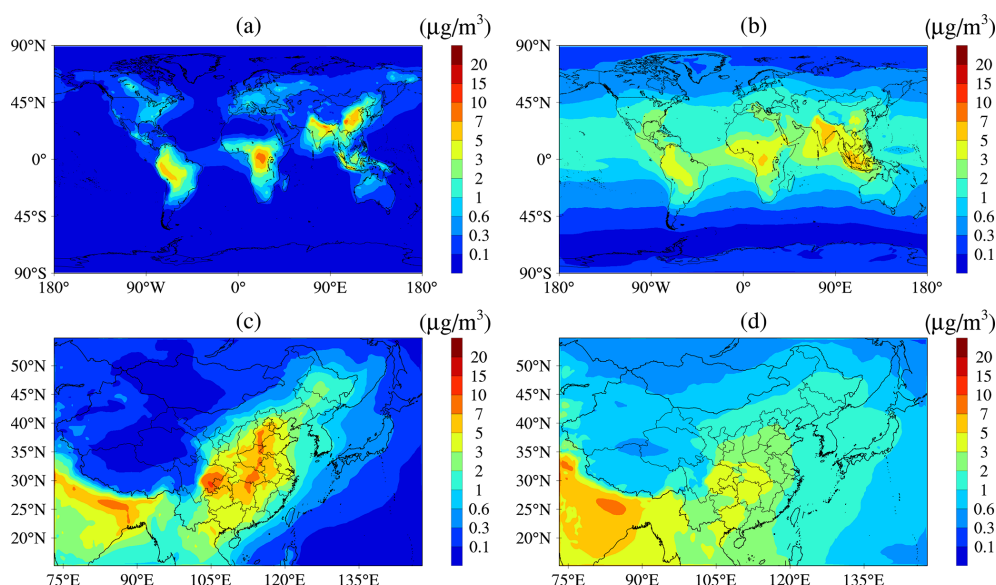 (a) (μg/m³) (b) (μg/m³)
90°N 20 90°N 20
15 15
45°N 10 45°N 10
7 7
5 5
0° 3 0° 3
2 2
1 1
45°S 0.6 45°S 0.6
0.3 0.3
0.1 0.1
90°S 90°S
180° 90°W 0° 90°E 180° 180° 90°W 0° 90°E 180°
(c) (μg/m³) (d) (μg/m³)
50°N 20 50°N 20
45°N 15 45°N 15
10 10
40°N 7 40°N 7
35°N 5 35°N 5
3 3
30°N 2 30°N 2
25°N 1 25°N 1
0.6 0.6
20°N 0.3 20°N 0.3
0.1 0.1
75°E 90°E 105°E 120°E 135°E 75°E 90°E 105°E 120°E 135°E